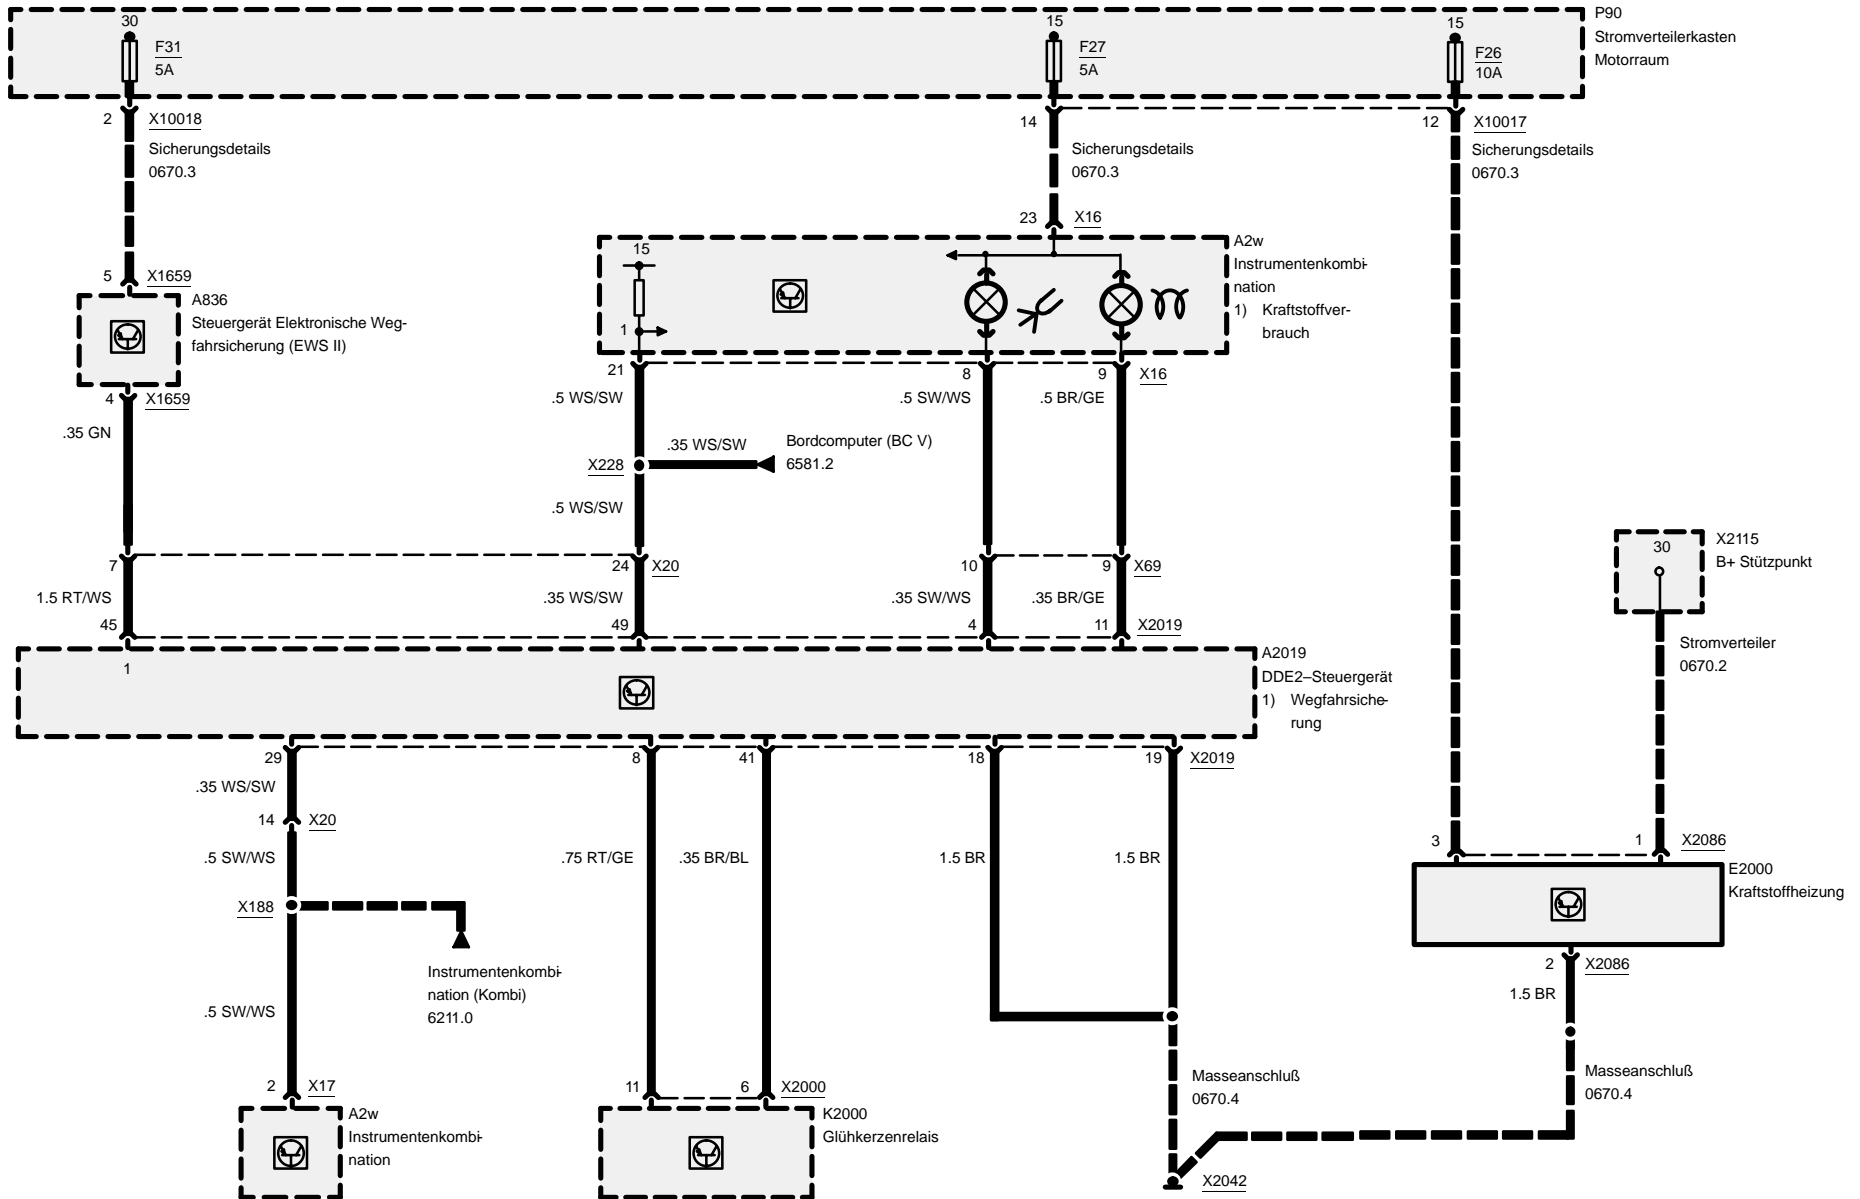 P90
Stromverteilerkasten
Motorraum
30
F31
5A
15
F27
5A
15
F26
10A
2
X10018
Sicherungsdetails
0670.3
14
Sicherungsdetails
0670.3
12
X10017
Sicherungsdetails
0670.3
23
X16
5
X1659
A836
Steuergerät Elektronische Weg-
fahrsicherung (EWS II)
4
X1659
.35 GN
15
1
A2w
Instrumentenkombi-
nation
1) Kraftstoffver-
brauch
21
8
9
X16
.5 WS/SW
.5 SW/WS
.5 BR/GE
X228
.35 WS/SW
Bordcomputer (BC V)
6581.2
.5 WS/SW
7
24
X20
10
9
X69
1.5 RT/WS
.35 WS/SW
.35 SW/WS
.35 BR/GE
45
49
4
11
X2019
30
X2115
B+ Stützpunkt
Stromverteiler
0670.2
1
A2019
DDE2–Steuergerät
1) Wegfahrsiche-
rung
29
8
41
18
19
X2019
.35 WS/SW
14
X20
.5 SW/WS
.75 RT/GE
.35 BR/BL
1.5 BR
1.5 BR
3
1
X2086
E2000
Kraftstoffheizung
X188
Instrumentenkombi-
nation (Kombi)
6211.0
.5 SW/WS
2
X2086
1.5 BR
2
X17
11
6
X2000
Masseanschluß
0670.4
Masseanschluß
0670.4
A2w
Instrumentenkombi-
nation
K2000
Glühkerzenrelais
X2042